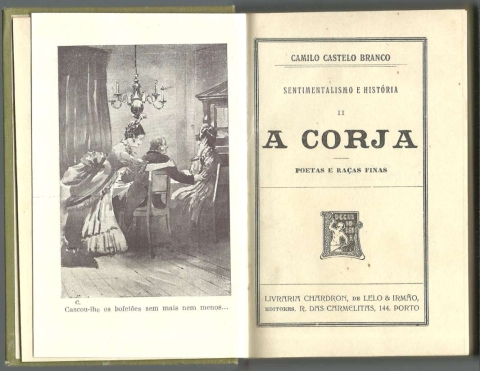 C.
Cascou-lhe os bofetões sem mais nem menos...
CAMILO CASTELO BRANCO
SENTIMENTALISMO E HISTÓRIA
II
A CORJA
POETAS E RAÇAS FINAS
DECUS
LIVRARIA CHARDRON, DE LELO & IRMÃO,
EDITORES, R. DAS CARMELITAS, 144, PORTO